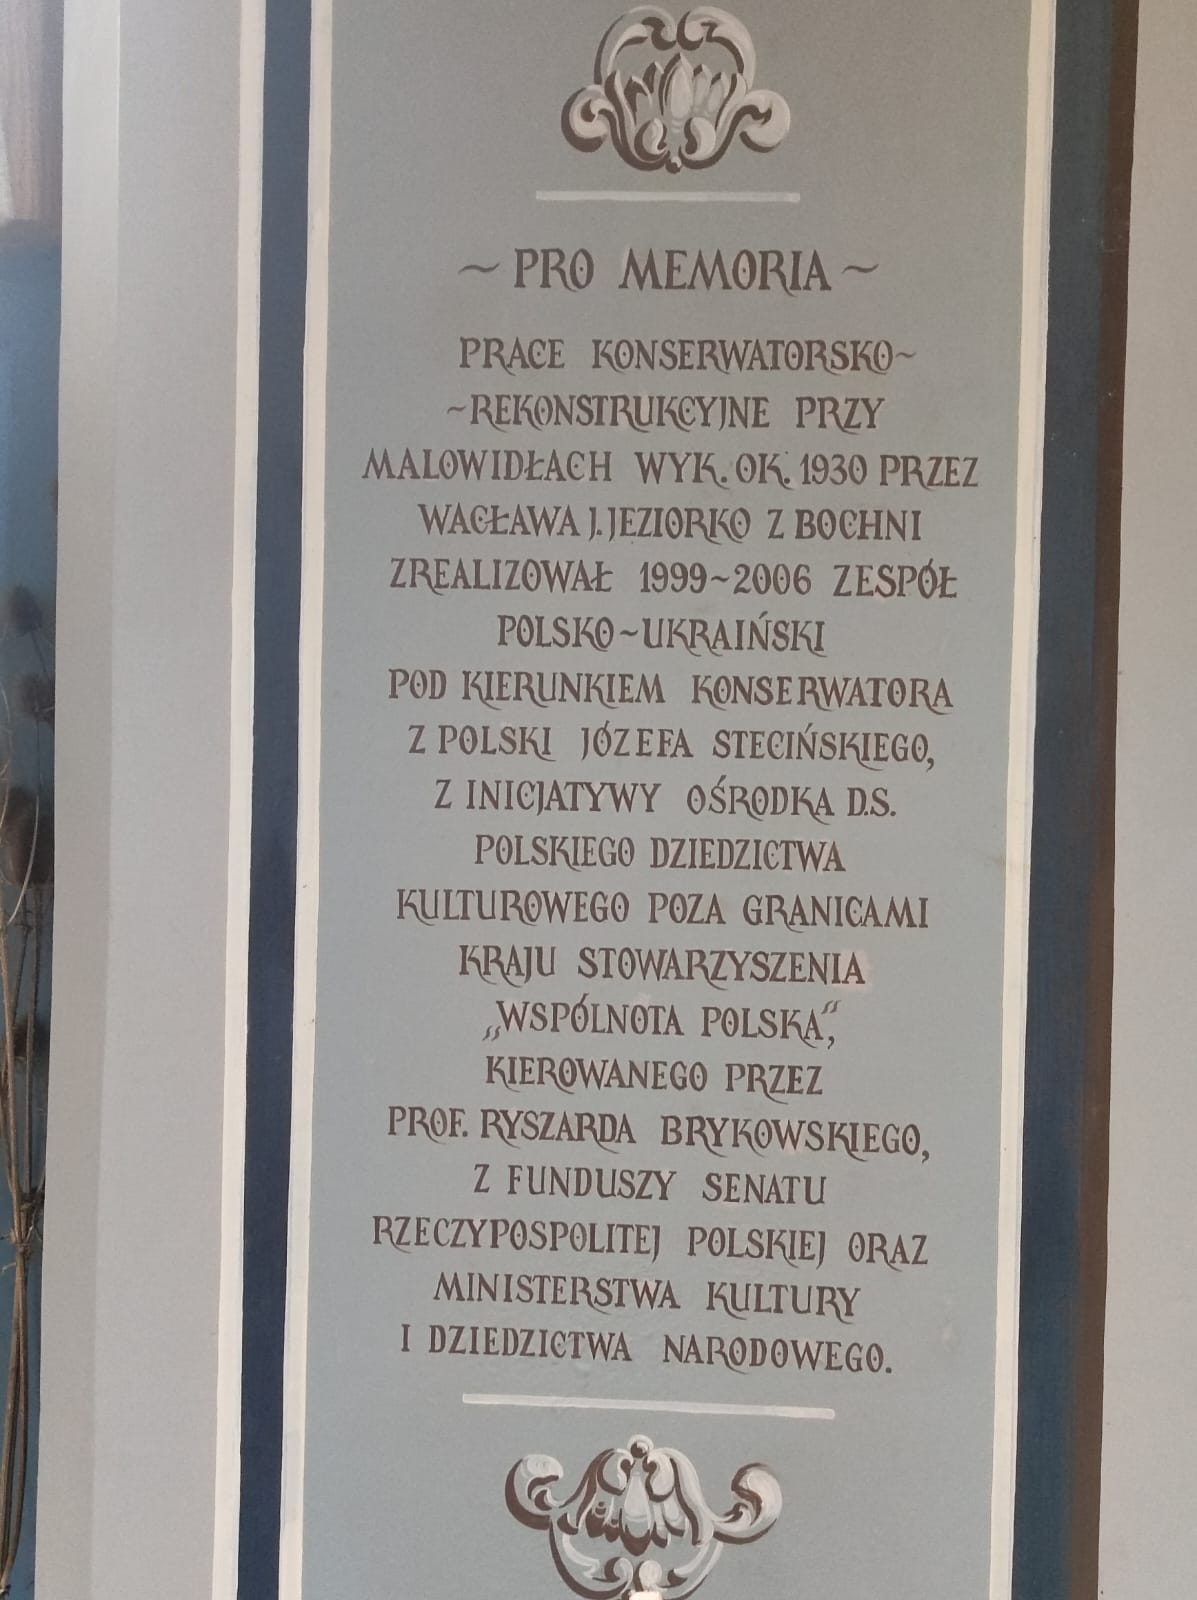 ~ PRO MEMORIA ~
PRACE KONSERWATORSKO~
~REKONSTRUKCYJNE PRZY
MALOWIDŁACH WYK. OK. 1930 PRZEZ
WACŁAWA J. JEZIORKO Z BOCHNI
ZREALIZOWAŁ 1999~2006 ZESPÓŁ
POLSKO~UKRAIŃSKI
POD KIERUNKIEM KONSERWATORA
Z POLSKI JÓZEFA STECIŃSKIEGO,
Z INICJATYWY OŚRODKA D.S.
POLSKIEGO DZIEDZICTWA
KULTUROWEGO POZA GRANICAMI
KRAJU STOWARZYSZENIA
„WSPÓLNOTA POLSKA”,
KIEROWANEGO PRZEZ
PROF. RYSZARDA BRYKOWSKIEGO,
Z FUNDUSZY SENATU
RZECZYPOSPOLITEJ POLSKIEJ ORAZ
MINISTERSTWA KULTURY
I DZIEDZICTWA NARODOWEGO.